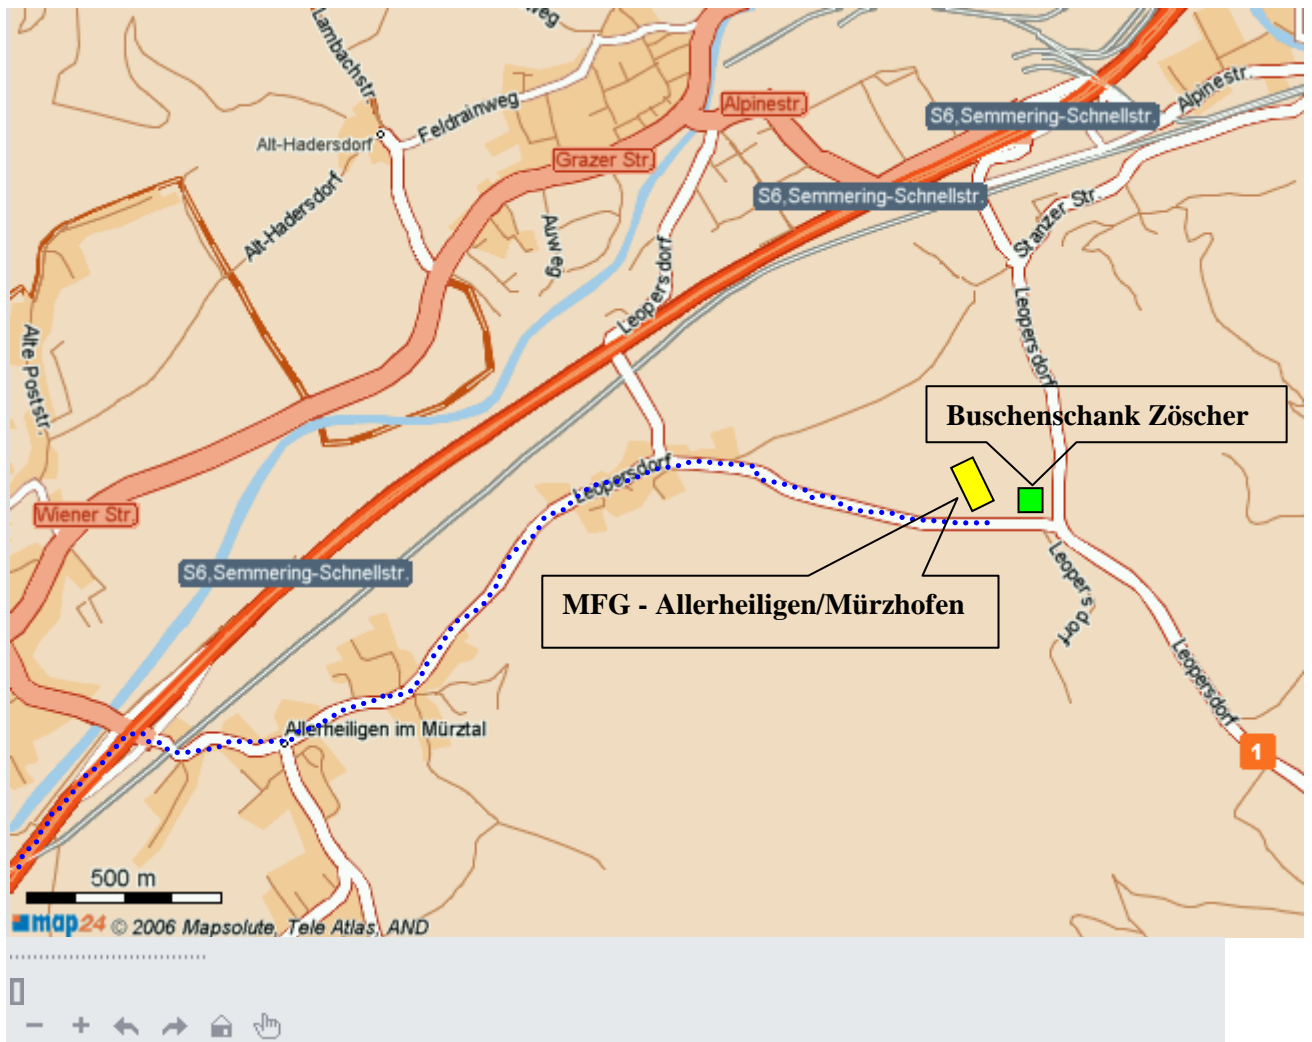 weg
Lambachstr.
Alpinestr.
Alpinestr.
Feldrainweg
S6,Semmering-Schnellstr.
Alt-Hadersdorf
Grazer Str.
S6,Semmering-Schnellstr.
Alt-Hadersdorf
Stanzer Str.
Auweg
Leopersdorf
Leopersdorf
Alte-Poststr.
Buschenschank Zöscher
Leopersdorf
Wiener Str.
S6,Semmering-Schnellstr.
Leopersdorf
MFG - Allerheiligen/Mürzhofen
Leopersdorf
Allerheiligen im Mürztal
1
500 m
map24 © 2006 Mapsolute, Tele Atlas, AND